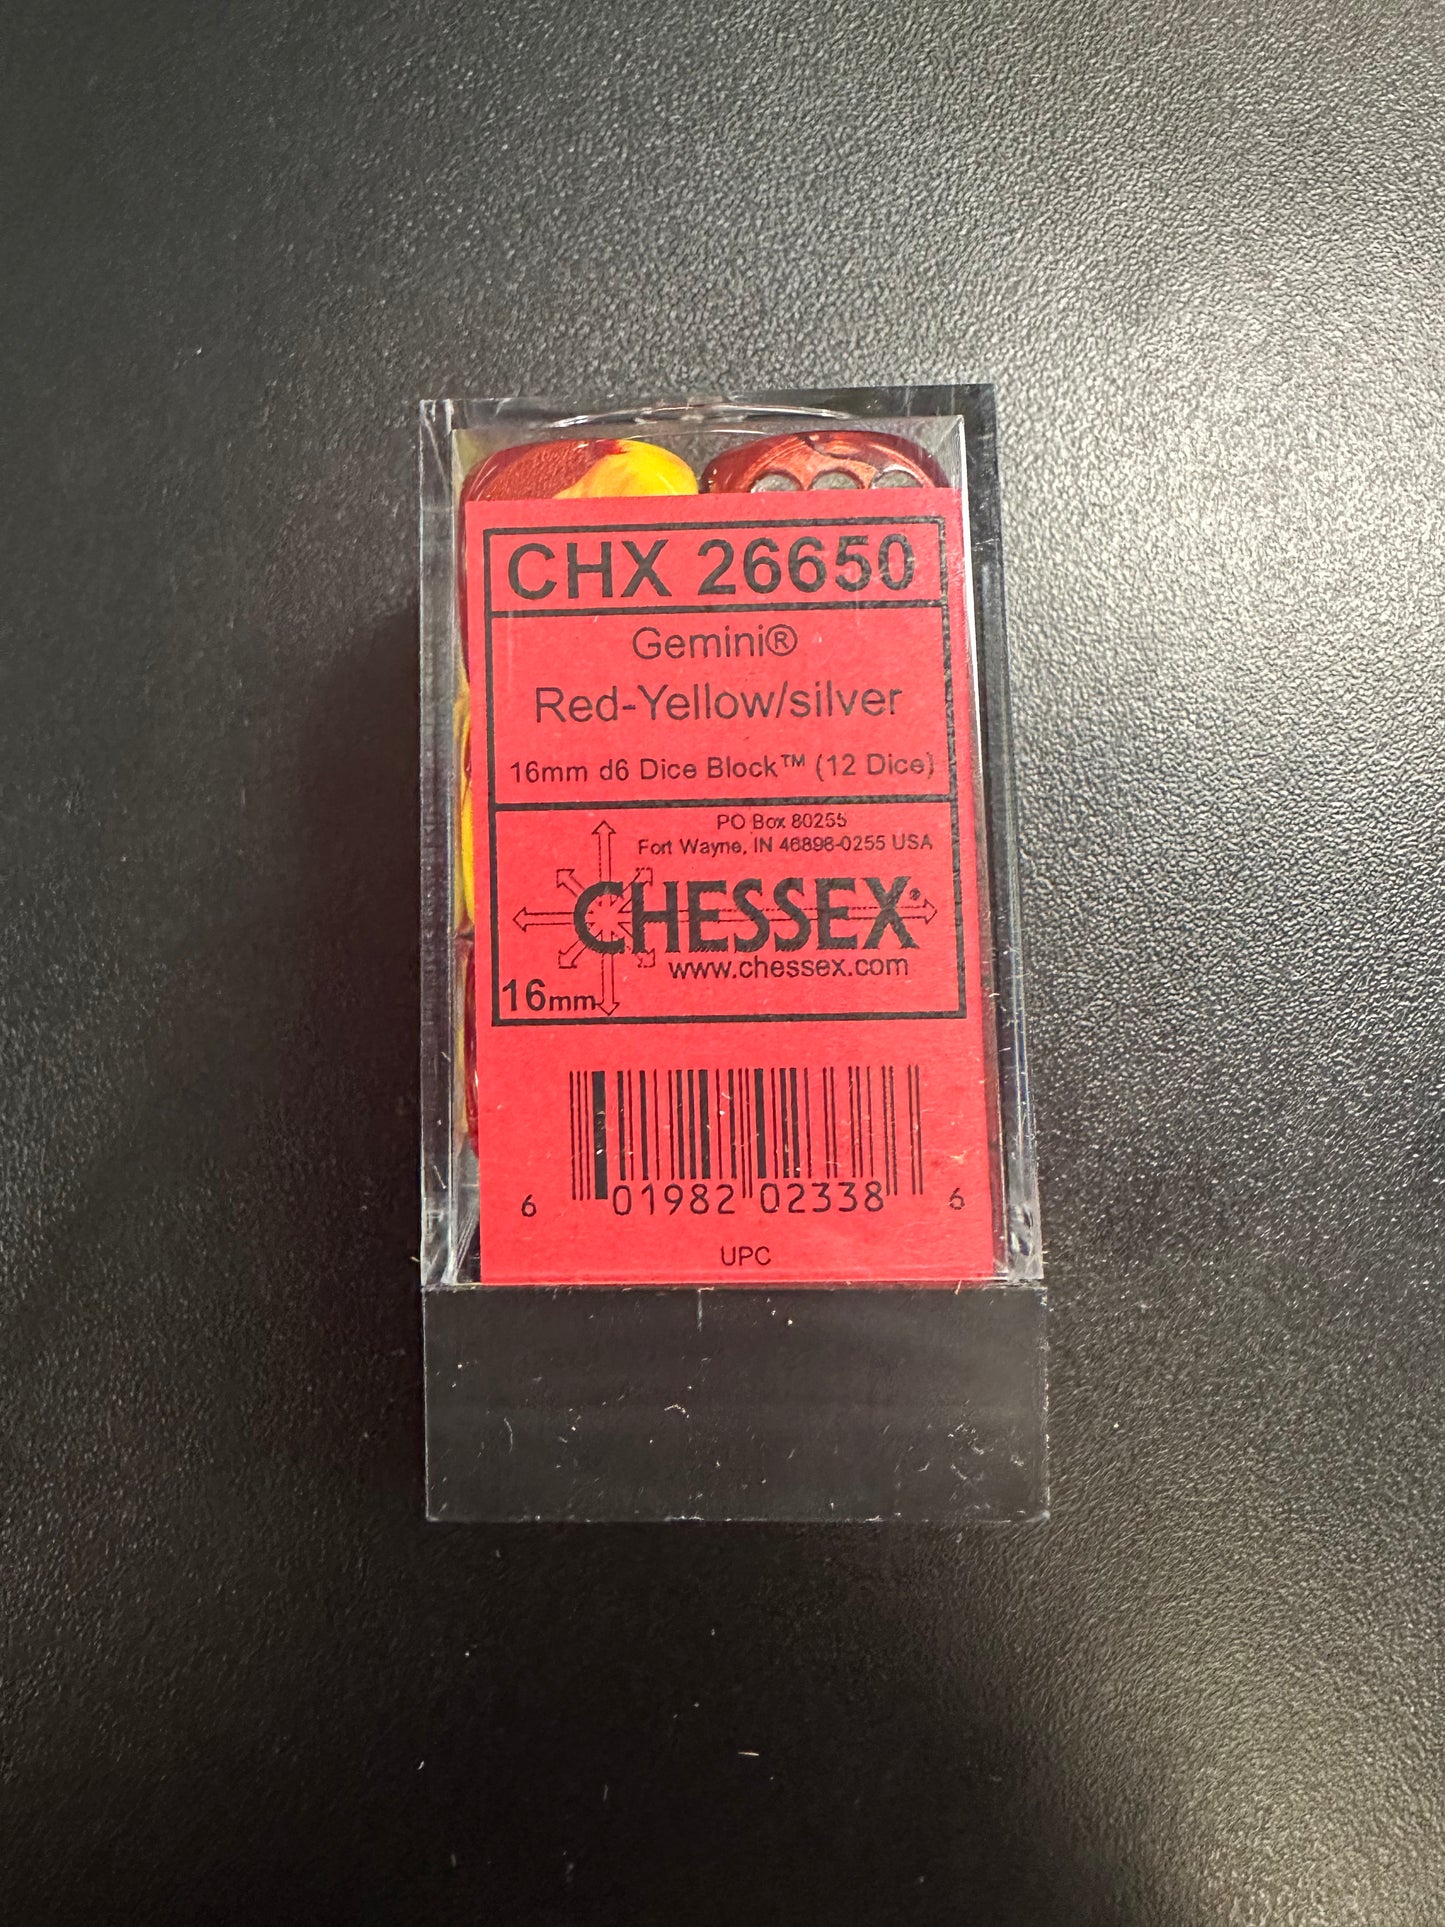 CHX 26650
Gemini®
Red-Yellow/silver
16mm d6 Dice Block™ (12 Dice)
PO Box 80255
Fort Wayne, IN 46898-0255 USA
CHESSEX®
www.chessex.com
16mm
6 01982 02338 6
UPC